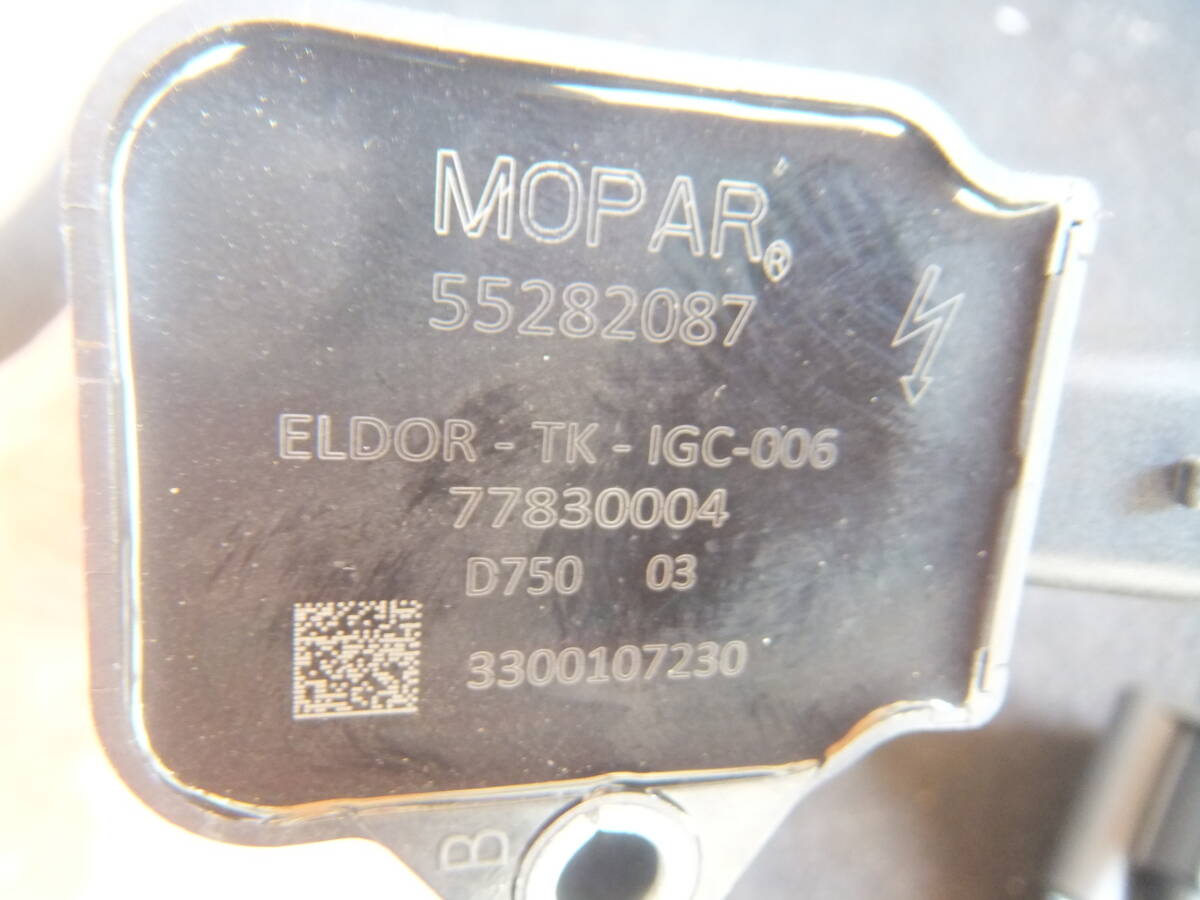 MOPAR®
55282087
ELDOR - TK - IGC-006
77830004
D750 03
3300107230
B